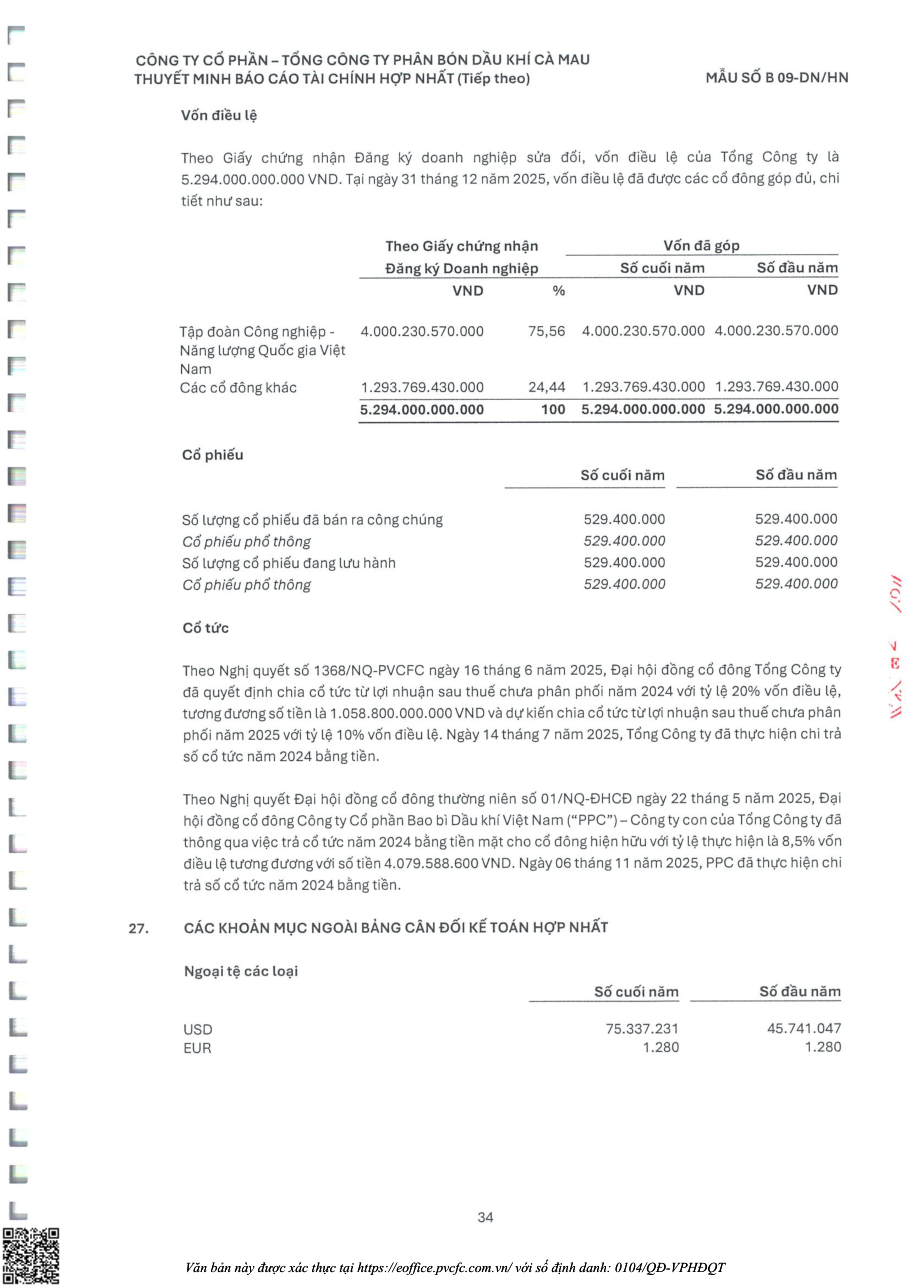 CÔNG TY CỔ PHẦN – TỔNG CÔNG TY PHÂN BÓN DẦU KHÍ CÀ MAU
THUYẾT MINH BÁO CÁO TÀI CHÍNH HỢP NHẤT (Tiếp theo) MẪU SỐ B 09-DN/HN
Vốn điều lệ
Theo Giấy chứng nhận Đăng ký doanh nghiệp sửa đổi, vốn điều lệ của Tổng Công ty là
5.294.000.000.000 VND. Tại ngày 31 tháng 12 năm 2025, vốn điều lệ đã được các cổ đông góp đủ, chi
tiết như sau:
Theo Giấy chứng nhận Vốn đã góp
Đăng ký Doanh nghiệp Số cuối năm Số đầu năm
VND % VND VND
Tập đoàn Công nghiệp - 4.000.230.570.000 75,56 4.000.230.570.000 4.000.230.570.000
Năng lượng Quốc gia Việt
Nam
Các cổ đông khác 1.293.769.430.000 24,44 1.293.769.430.000 1.293.769.430.000
5.294.000.000.000 100 5.294.000.000.000 5.294.000.000.000
Cổ phiếu
Số cuối năm Số đầu năm
Số lượng cổ phiếu đã bán ra công chúng 529.400.000 529.400.000
Cổ phiếu phổ thông 529.400.000 529.400.000
Số lượng cổ phiếu đang lưu hành 529.400.000 529.400.000
Cổ phiếu phổ thông 529.400.000 529.400.000
Cổ tức
Theo Nghị quyết số 1368/NQ-PVCFC ngày 16 tháng 6 năm 2025, Đại hội đồng cổ đông Tổng Công ty
đã quyết định chia cổ tức từ lợi nhuận sau thuế chưa phân phối năm 2024 với tỷ lệ 20% vốn điều lệ,
tương đương số tiền là 1.058.800.000.000 VND và dự kiến chia cổ tức từ lợi nhuận sau thuế chưa phân
phối năm 2025 với tỷ lệ 10% vốn điều lệ. Ngày 14 tháng 7 năm 2025, Tổng Công ty đã thực hiện chi trả
số cổ tức năm 2024 bằng tiền.
Theo Nghị quyết Đại hội đồng cổ đông thường niên số 01/NQ-ĐHCĐ ngày 22 tháng 5 năm 2025, Đại
hội đồng cổ đông Công ty Cổ phần Bao bì Dầu khí Việt Nam (“PPC”) – Công ty con của Tổng Công ty đã
thông qua việc trả cổ tức năm 2024 bằng tiền mặt cho cổ đông hiện hữu với tỷ lệ thực hiện là 8,5% vốn
điều lệ tương đương với số tiền 4.079.588.600 VND. Ngày 06 tháng 11 năm 2025, PPC đã thực hiện chi
trả số cổ tức năm 2024 bằng tiền.
27. CÁC KHOẢN MỤC NGOÀI BẢNG CÂN ĐỐI KẾ TOÁN HỢP NHẤT
Ngoại tệ các loại
Số cuối năm Số đầu năm
USD 75.337.231 45.741.047
EUR 1.280 1.280
34
Văn bản này được xác thực tại https://eoffice.pvcfc.com.vn/ với số định danh: 0104/QĐ-VPHĐQT